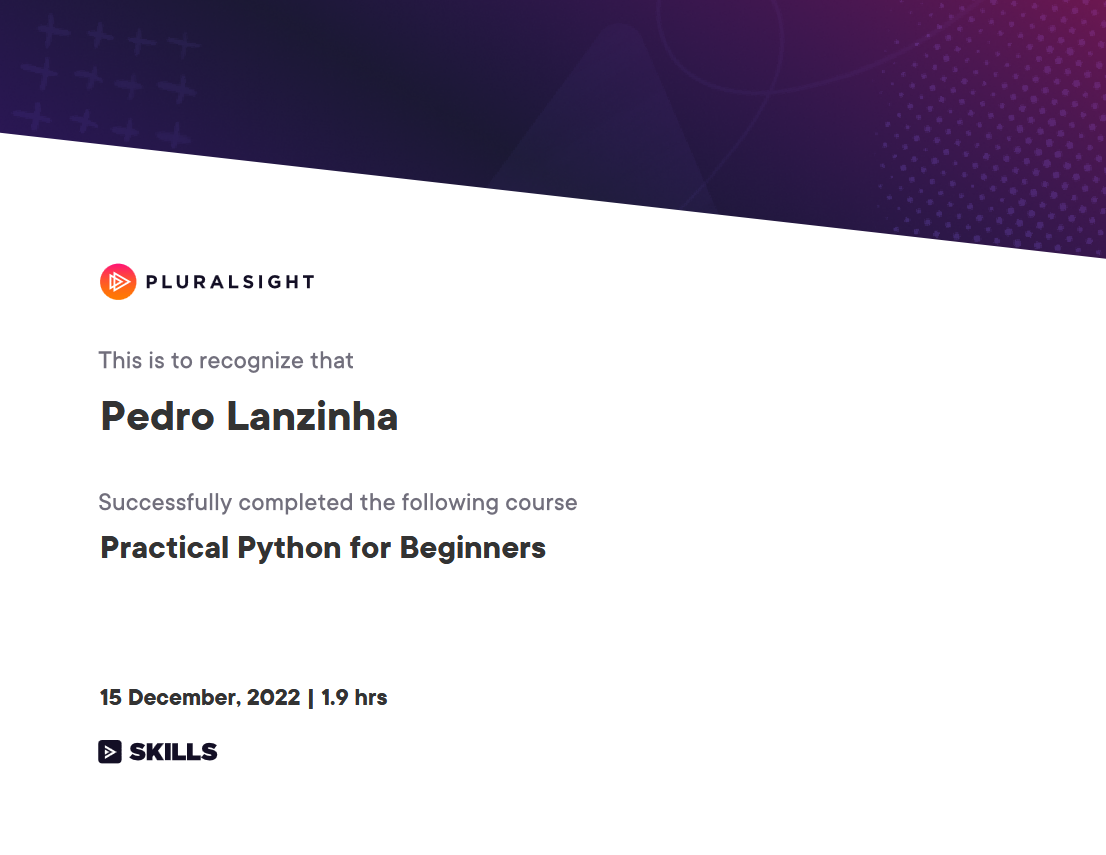 PLURALSIGHT
This is to recognize that
Pedro Lanzinha
Successfully completed the following course
Practical Python for Beginners
15 December, 2022 | 1.9 hrs
SKILLS